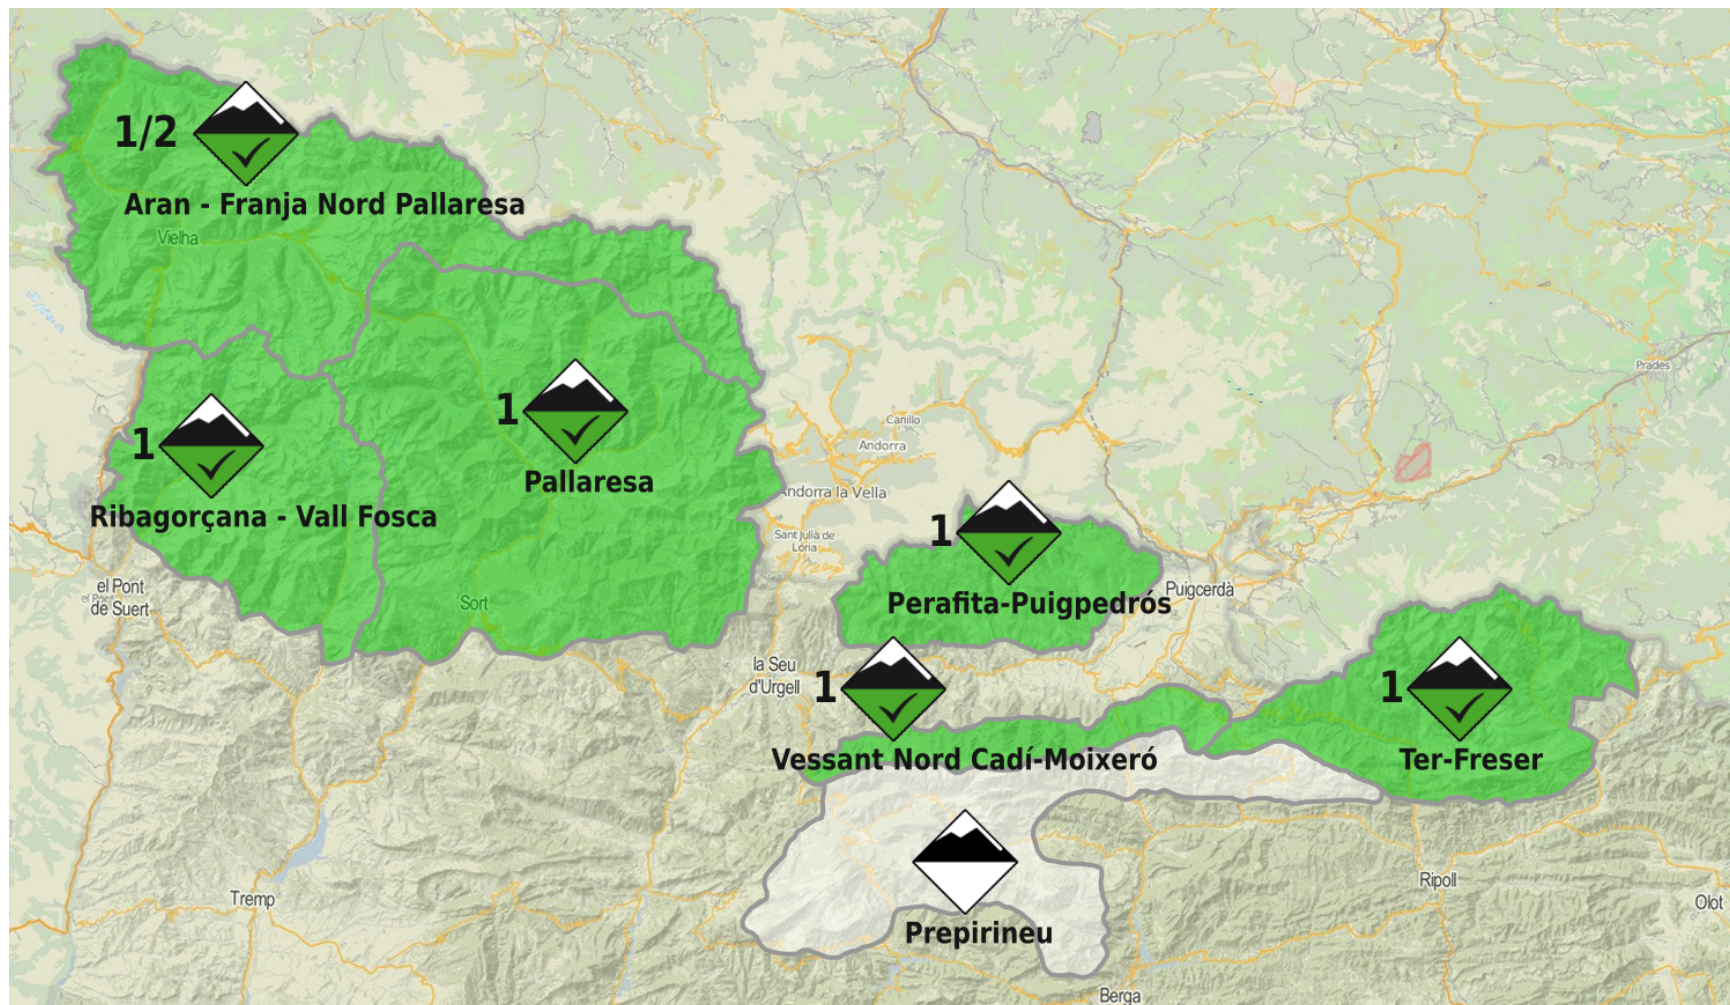 1/2
Aran - Franja Nord Pallaresa
Vielha
Prades
1
Canillo
1
Andorra
Pallaresa
Andorra la Vella
Ribagorçana - Vall Fosca
1
Sant Julià de
Lòria
el Pont
de Suert
Puigcerdà
Sort
Perafita-Puigpedrós
la Seu
d'Urgell
1
1
Vessant Nord Cadí-Moixeró
Ter-Freser
Ripoll
Tremp
Olot
Prepirineu
Berga